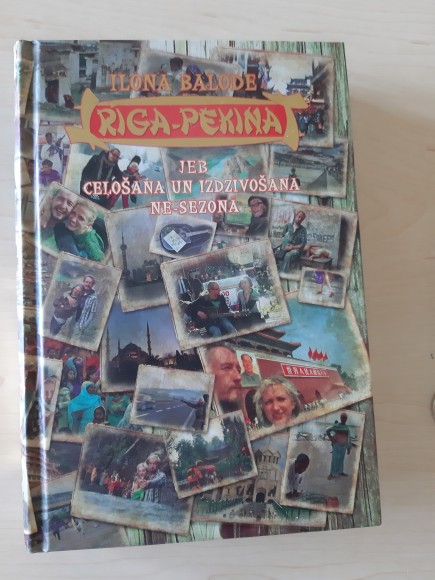 ILONA BALODE
RĪGA-PEKINA
JEB
CEĻOŠANA UN IZDZĪVOŠANA
NE-SEZONĀ